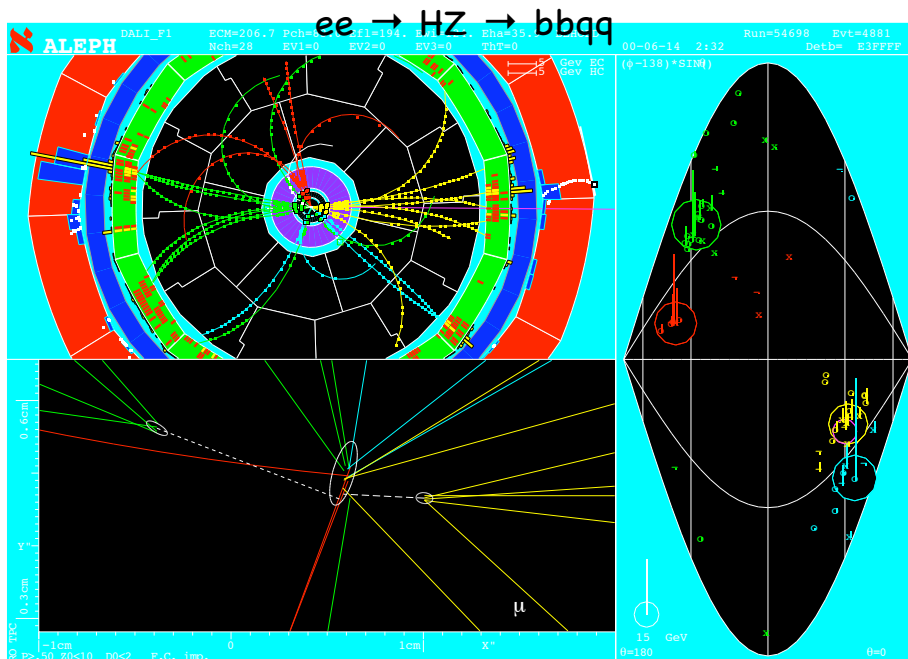 ee → HZ → bbqq
ALEPH DALI_F1
ECM=206.7
Nch=28 EV1=0 EV2=0 EV3=0 ThT=0
Run=54698 Evt=4881
00-06-14 2:32 Detb= E3FFFF
5 Gev EC
5 Gev HC
0.6cm
Y"
0.3cm
μ
-1cm 0 1cm X"
15 GeV
θ=180 θ=0